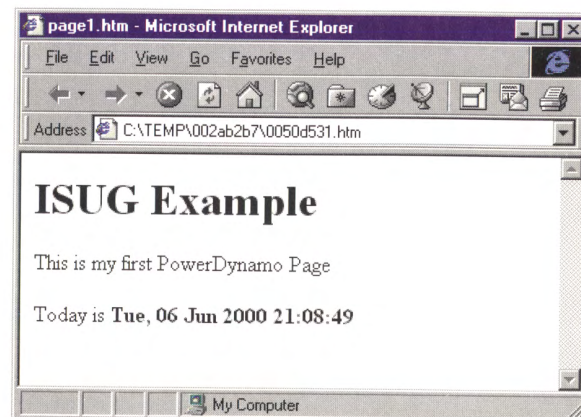 page1.htm - Microsoft Internet Explorer
File Edit View Go Favorites Help
Address C:\TEMP\002ab2b7\0050d531.htm
ISUG Example
This is my first PowerDynamo Page
Today is Tue, 06 Jun 2000 21:08:49
My Computer